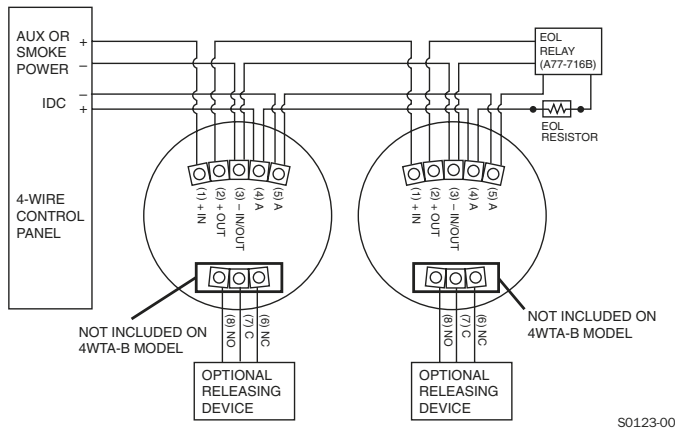 AUX OR
SMOKE
POWER
+
−
IDC
−
+
4-WIRE
CONTROL
PANEL
EOL
RELAY
(A77-716B)
EOL
RESISTOR
(1) + IN
(2) + OUT
(3) − IN/OUT
(4) A
(5) A
(1) + IN
(2) + OUT
(3) − IN/OUT
(4) A
(5) A
(8) NO
(7) C
(6) NC
(8) NO
(7) C
(6) NC
NOT INCLUDED ON
4WTA-B MODEL
NOT INCLUDED ON
4WTA-B MODEL
OPTIONAL
RELEASING
DEVICE
OPTIONAL
RELEASING
DEVICE
S0123-00